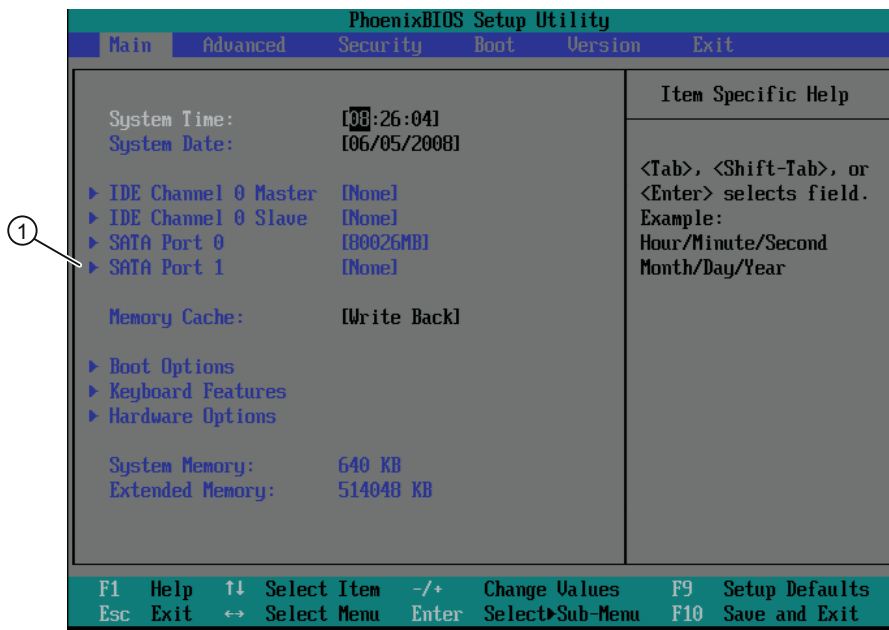 PhoenixBIOS Setup Utility
Main Advanced Security Boot Version Exit
Item Specific Help
System Time: [08:26:04]
System Date: [06/05/2008]
<Tab>, <Shift-Tab>, or
<Enter> selects field.
Example:
Hour/Minute/Second
Month/Day/Year
▶ IDE Channel 0 Master [None]
▶ IDE Channel 0 Slave [None]
▶ SATA Port 0 [80026MB]
1
▶ SATA Port 1 [None]
Memory Cache: [Write Back]
▶ Boot Options
▶ Keyboard Features
▶ Hardware Options
System Memory: 640 KB
Extended Memory: 514048 KB
F1 Help ↑↓ Select Item -/+ Change Values F9 Setup Defaults
Esc Exit ↔ Select Menu Enter Select▶Sub-Menu F10 Save and Exit